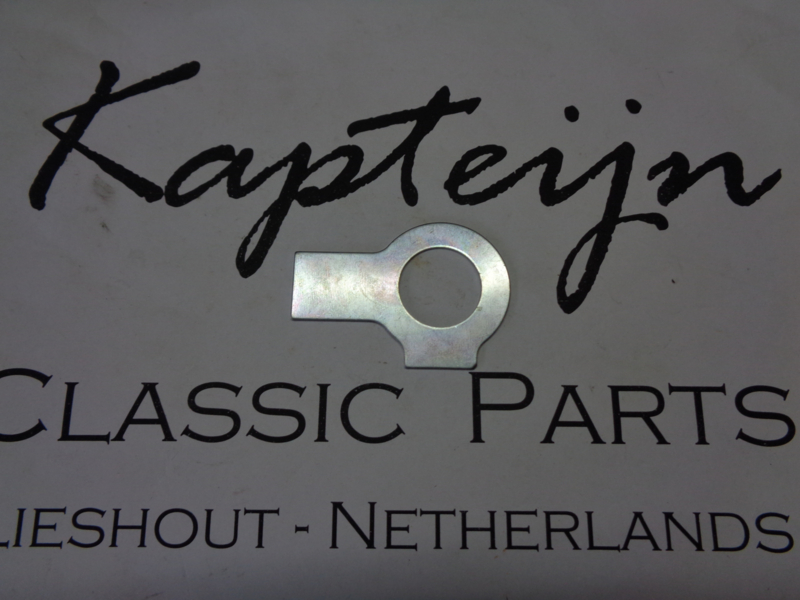 Kapteijn
CLASSIC PARTS
LIESHOUT - NETHERLANDS